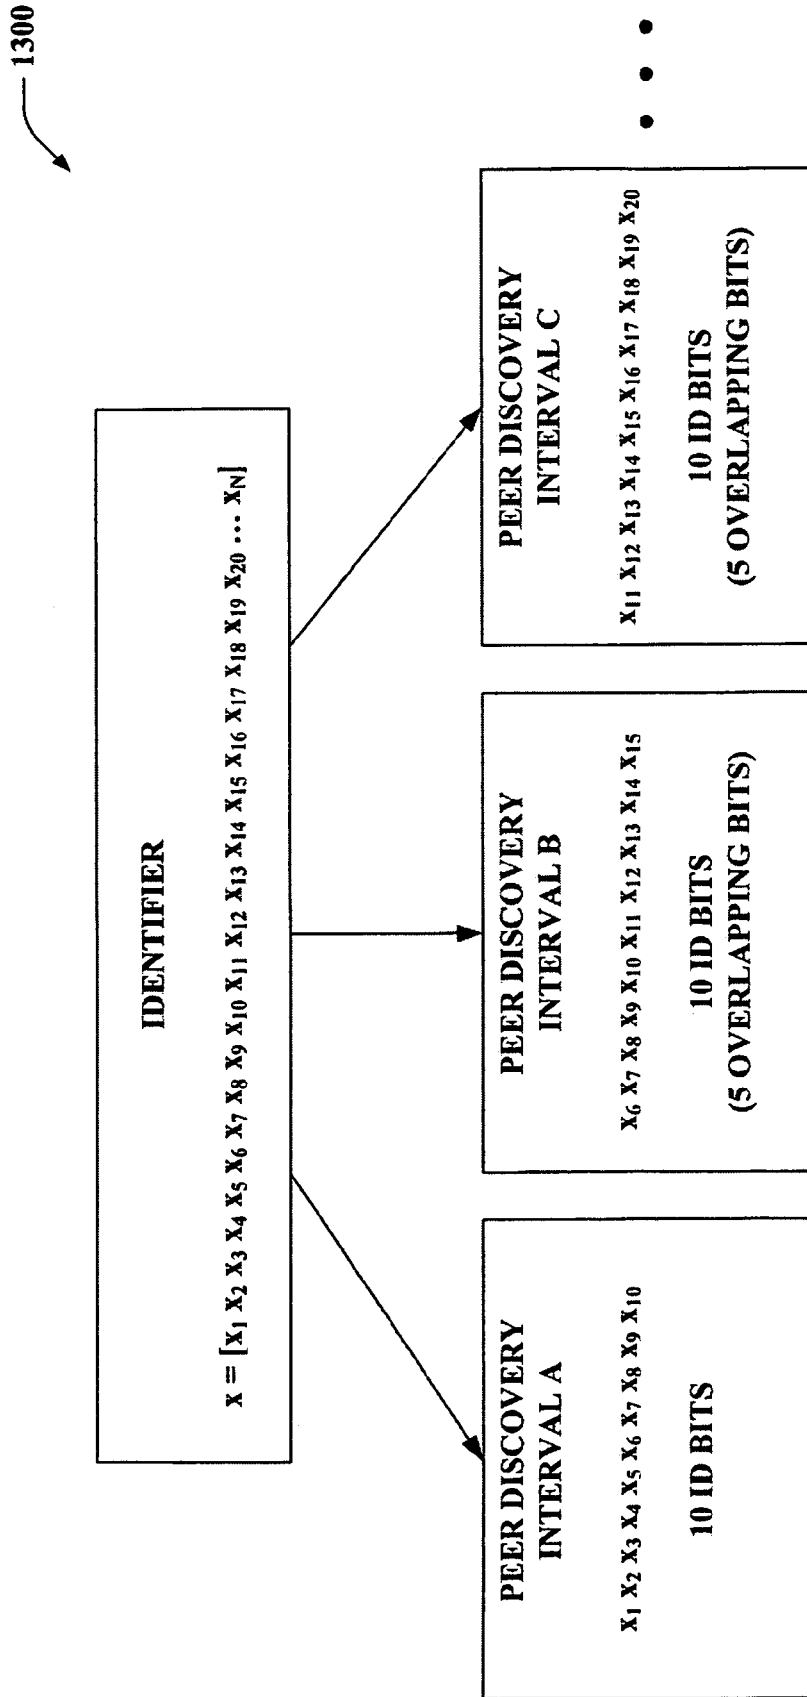 1300
IDENTIFIER
X = [X₁ X₂ X₃ X₄ X₅ X₆ X₇ X₈ X₉ X₁₀ X₁₁ X₁₂ X₁₃ X₁₄ X₁₅ X₁₆ X₁₇ X₁₈ X₁₉ X₂₀ ••• X_N]
PEER DISCOVERY
INTERVAL A
X₁ X₂ X₃ X₄ X₅ X₆ X₇ X₈ X₉ X₁₀
10 ID BITS
PEER DISCOVERY
INTERVAL B
X₆ X₇ X₈ X₉ X₁₀ X₁₁ X₁₂ X₁₃ X₁₄ X₁₅
10 ID BITS
(5 OVERLAPPING BITS)
PEER DISCOVERY
INTERVAL C
X₁₁ X₁₂ X₁₃ X₁₄ X₁₅ X₁₆ X₁₇ X₁₈ X₁₉ X₂₀
10 ID BITS
(5 OVERLAPPING BITS)
• • •